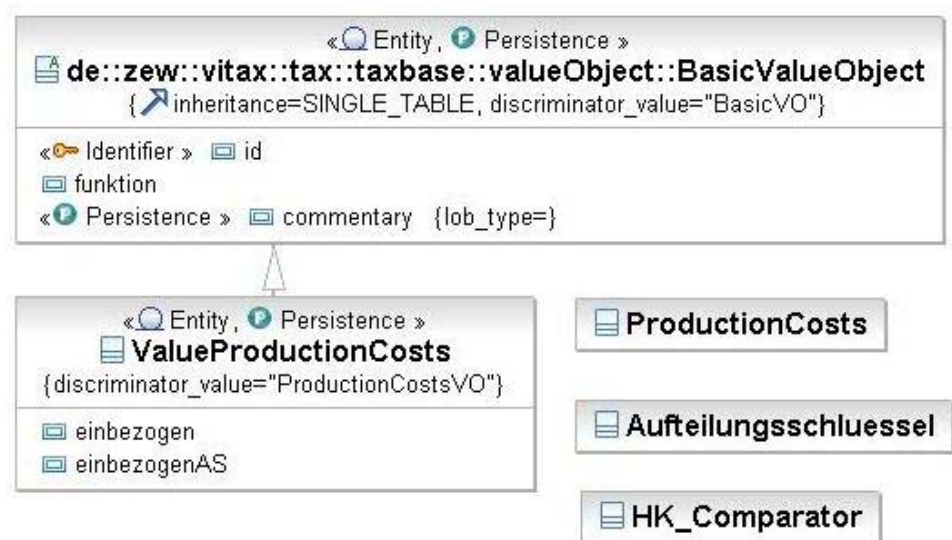 « Entity, Persistence »
de::zew::vitax::tax::taxbase::valueObject::BasicValueObject
{ inheritance=SINGLE_TABLE, discriminator_value="BasicVO"}
« Identifier » id
funktion
« Persistence » commentary {lob_type=}
« Entity, Persistence »
ValueProductionCosts
{discriminator_value="ProductionCostsVO"}
einbezogen
einbezogenAS
ProductionCosts
Aufteilungsschluessel
HK_Comparator